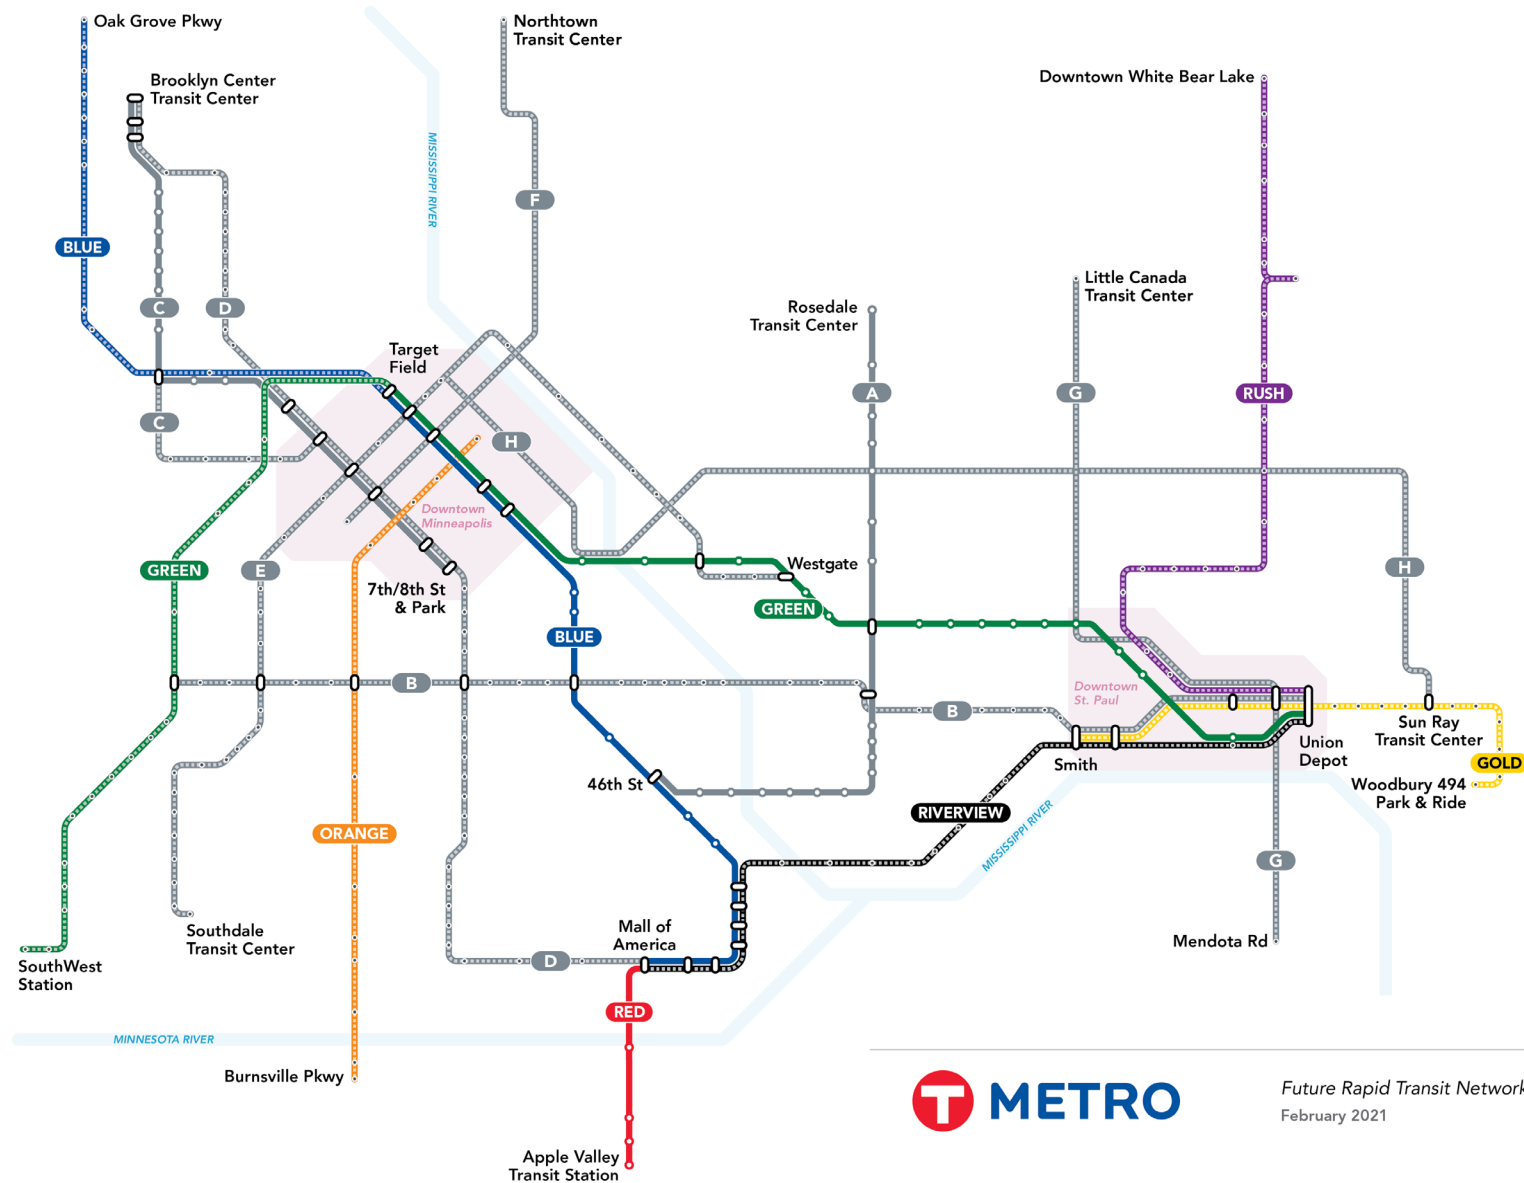 Oak Grove Pkwy
Northtown
Transit Center
Brooklyn Center
Transit Center
Downtown White Bear Lake
MISSISSIPPI RIVER
F
BLUE
Little Canada
Transit Center
Rosedale
Transit Center
C
D
Target
Field
A
G
RUSH
C
H
Downtown
Minneapolis
Westgate
GREEN
E
H
7th/8th St
& Park
GREEN
BLUE
B
Downtown
St. Paul
B
Sun Ray
Transit Center
Smith
Union
Depot
GOLD
46th St
Woodbury 494
Park & Ride
RIVERVIEW
MISSISSIPPI RIVER
ORANGE
G
Southdale
Transit Center
Mall of
America
Mendota Rd
D
SouthWest
Station
RED
MINNESOTA RIVER
Burnsville Pkwy
T METRO
Future Rapid Transit Network
February 2021
Apple Valley
Transit Station